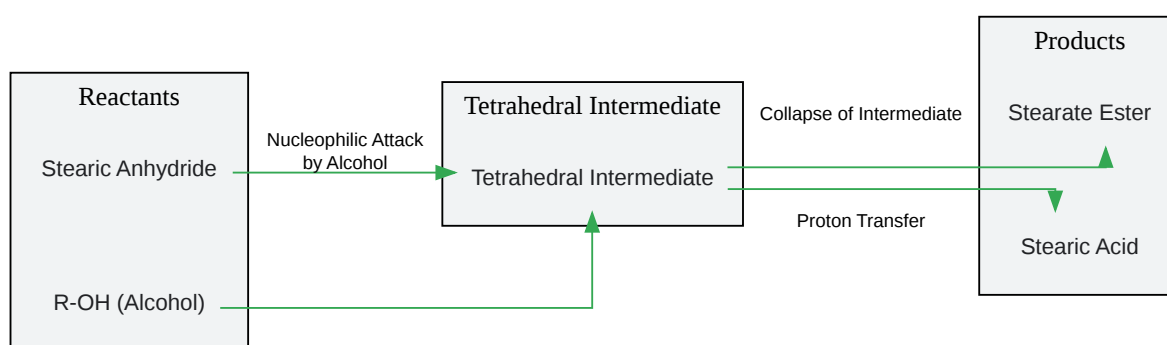 Reactants
Stearic Anhydride
R-OH (Alcohol)
Nucleophilic Attack
by Alcohol
Tetrahedral Intermediate
Tetrahedral Intermediate
Collapse of Intermediate
Proton Transfer
Products
Stearate Ester
Stearic Acid